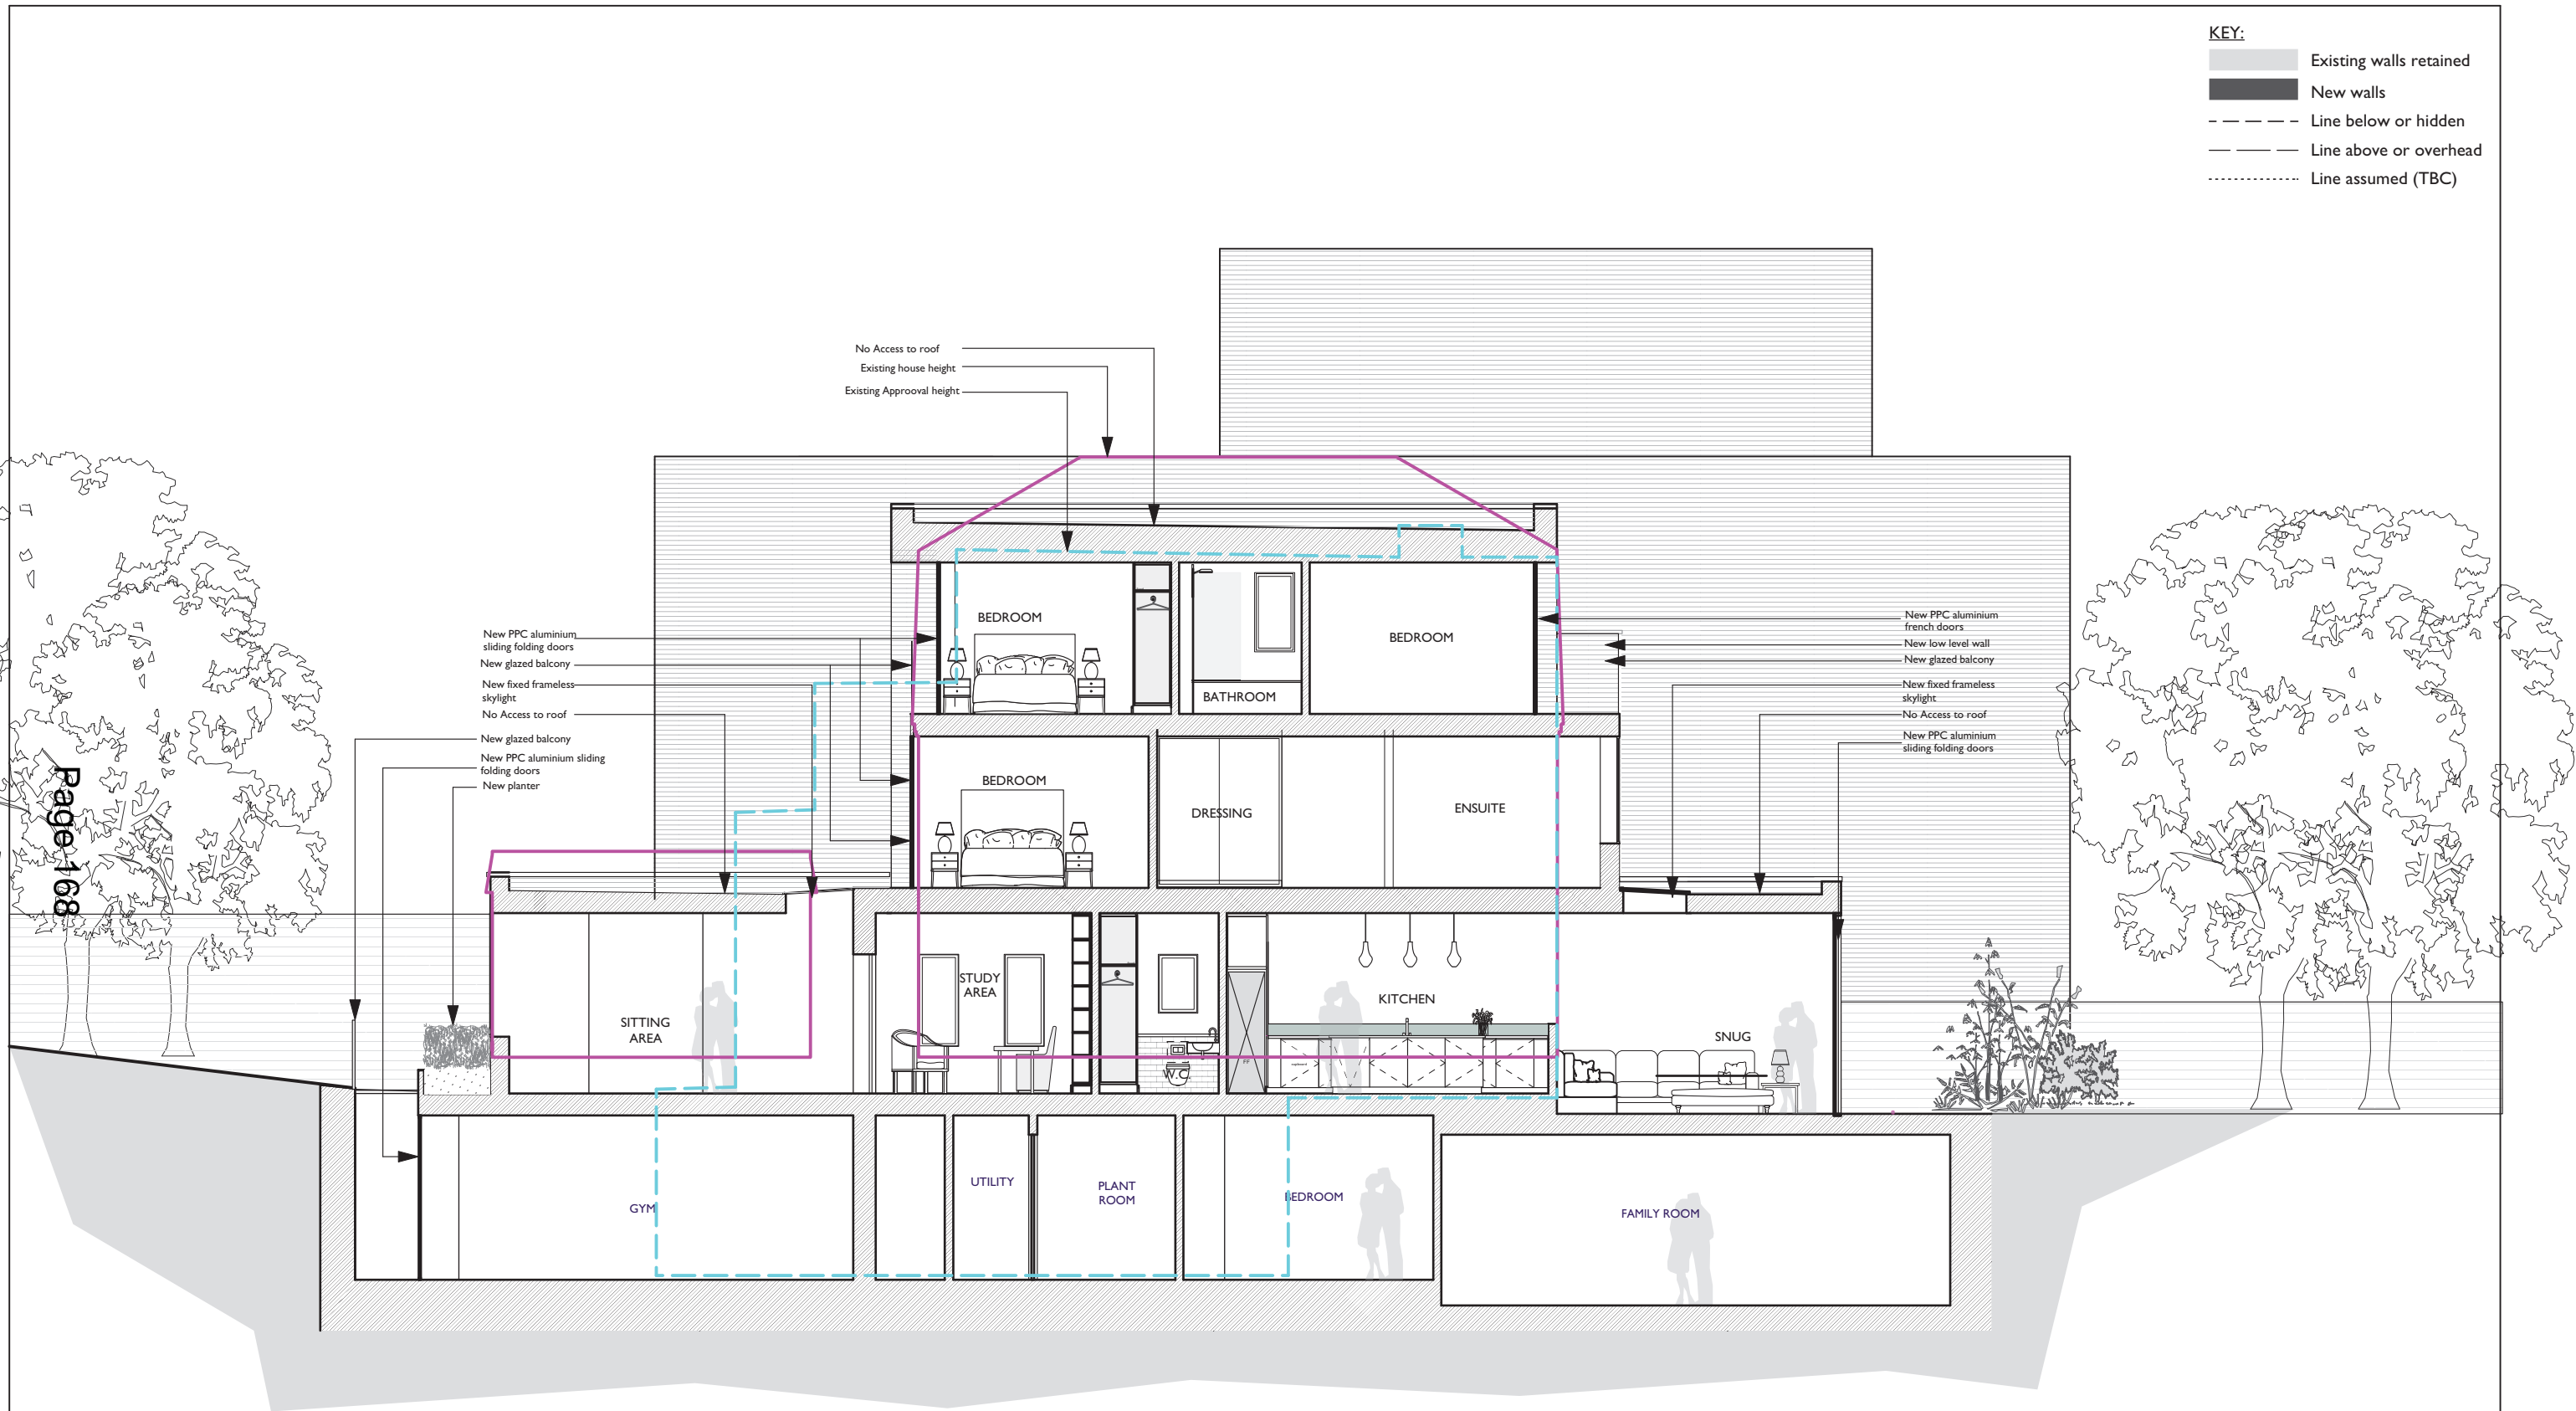 KEY:
Existing walls retained
New walls
Line below or hidden
Line above or overhead
Line assumed (TBC)
No Access to roof
Existing house height
Existing Approoval height
New PPC aluminium
sliding folding doors
New glazed balcony
New fixed frameless
skylight
No Access to roof
New glazed balcony
New PPC aluminium sliding
folding doors
New planter
New PPC aluminium
french doors
New low level wall
New glazed balcony
New fixed frameless
skylight
No Access to roof
New PPC aluminium
sliding folding doors
BEDROOM
BATHROOM
BEDROOM
BEDROOM
DRESSING
ENSUITE
SITTING
AREA
STUDY
AREA
W.C
KITCHEN
SNUG
GYM
UTILITY
PLANT
ROOM
BEDROOM
FAMILY ROOM
Page 168